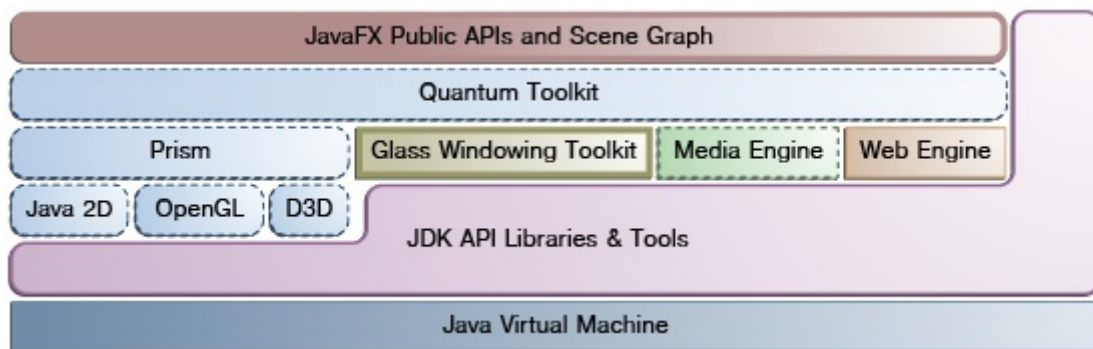 JavaFX Public APIs and Scene Graph
Quantum Toolkit
Prism
Glass Windowing Toolkit
Media Engine
Web Engine
Java 2D
OpenGL
D3D
JDK API Libraries & Tools
Java Virtual Machine